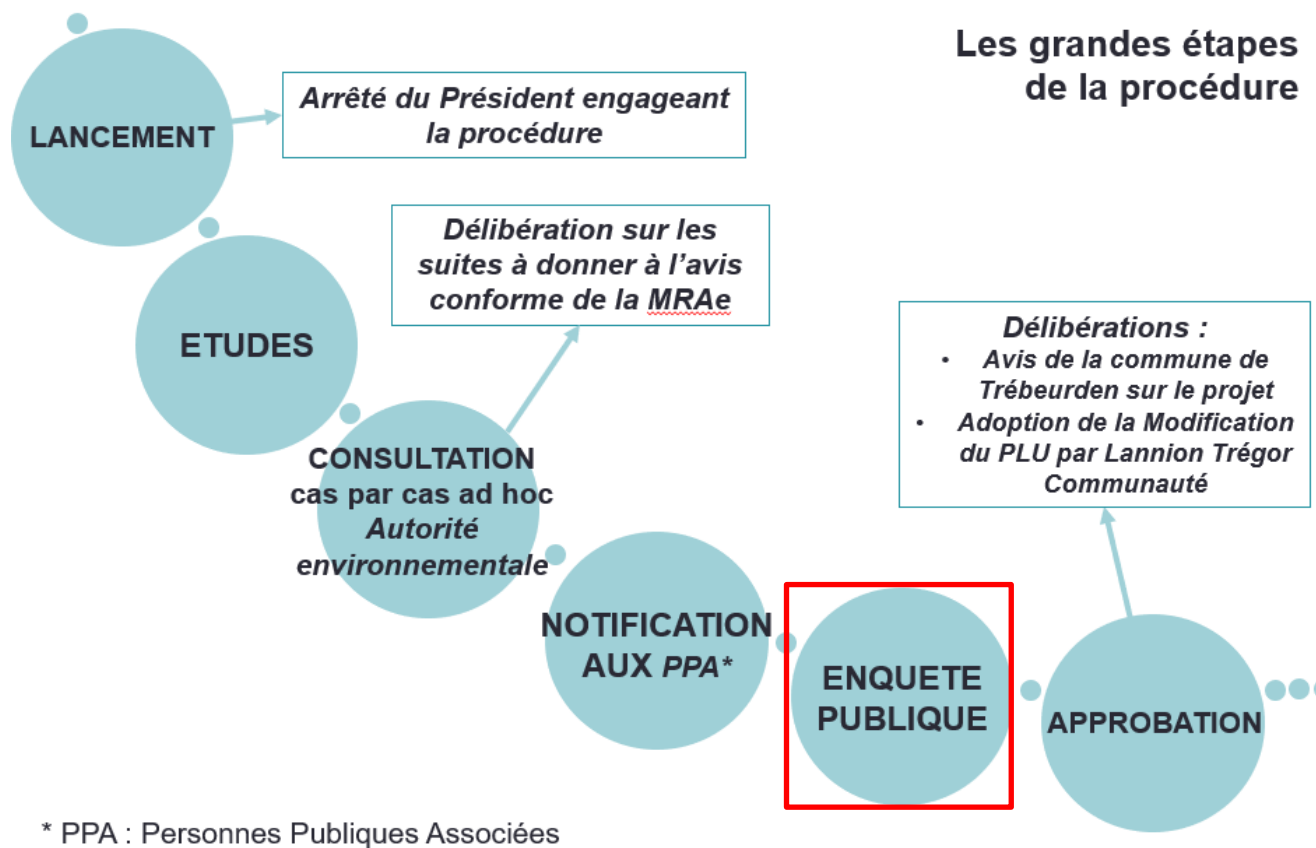 Les grandes étapes
de la procédure
LANCEMENT
Arrêté du Président engageant
la procédure
ETUDES
Délibération sur les
suites à donner à l'avis
conforme de la MRAe
CONSULTATION
cas par cas ad hoc
Autorité
environnementale
NOTIFICATION
AUX PPA*
ENQUETE
PUBLIQUE
Délibérations :
• Avis de la commune de
Trébeurden sur le projet
• Adoption de la Modification
du PLU par Lannion Trégor
Communauté
APPROBATION
* PPA : Personnes Publiques Associées